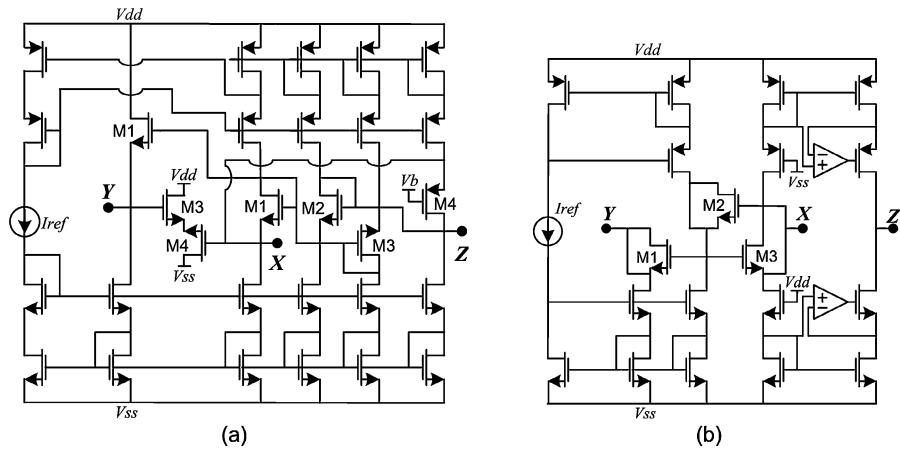 Vdd
M1
Y
Vdd
M3
M1
M2
Vb
M4
Iref
M4
X
M3
Z
Vss
Vss
(a)
Vdd
Vss
M2
Iref
Y
X
Z
M1
M3
Vdd
Vss
(b)